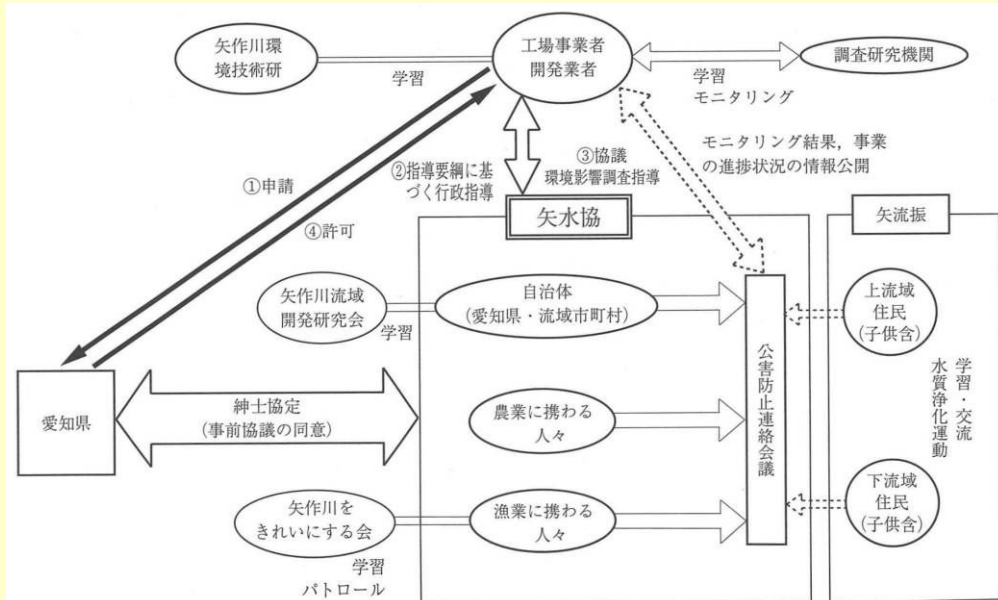 矢作川環
境技術研
学習
工場事業者
開発業者
学習
モニタリング
調査研究機関
モニタリング結果，事業
の進捗状況の情報公開
①申請
④許可
②指導要綱に基
づく行政指導
③協議
環境影響調査指導
矢水協
矢流振
矢作川流域
開発研究会
学習
自治体
(愛知県・流域市町村)
上流域
住民
(子供含)
公害防止連絡会議
学習・交流
水質浄化運動
愛知県
紳士協定
(事前協議の同意)
農業に携わる
人々
矢作川を
きれいにする会
学習
パトロール
漁業に携わる
人々
下流域
住民
(子供含)